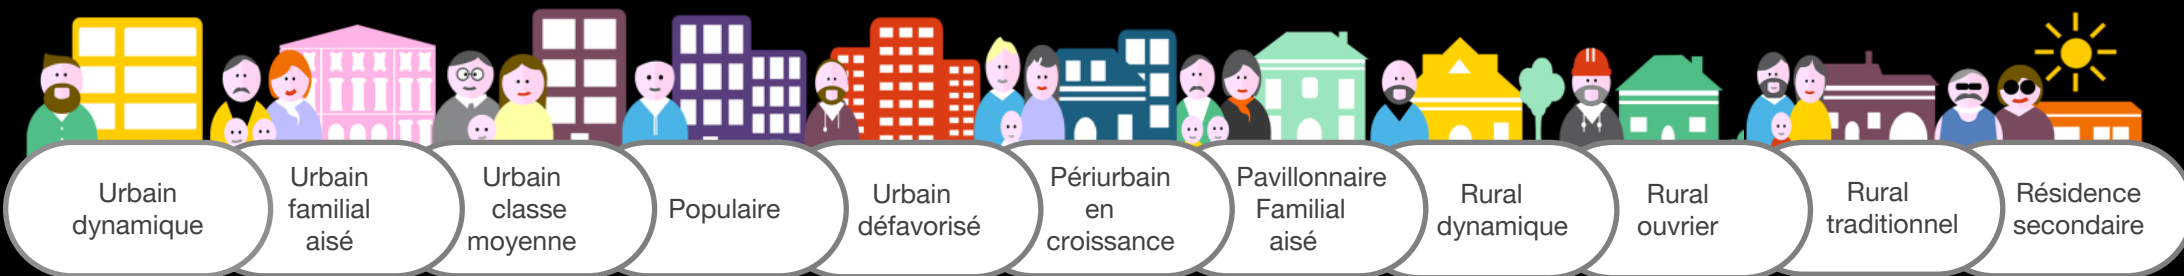 Urbain
dynamique
Urbain
familial
aisé
Urbain
classe
moyenne
Populaire
Urbain
défavorisé
Périurbain
en
croissance
Pavillonnaire
Familial
aisé
Rural
dynamique
Rural
ouvrier
Rural
traditionnel
Résidence
secondaire